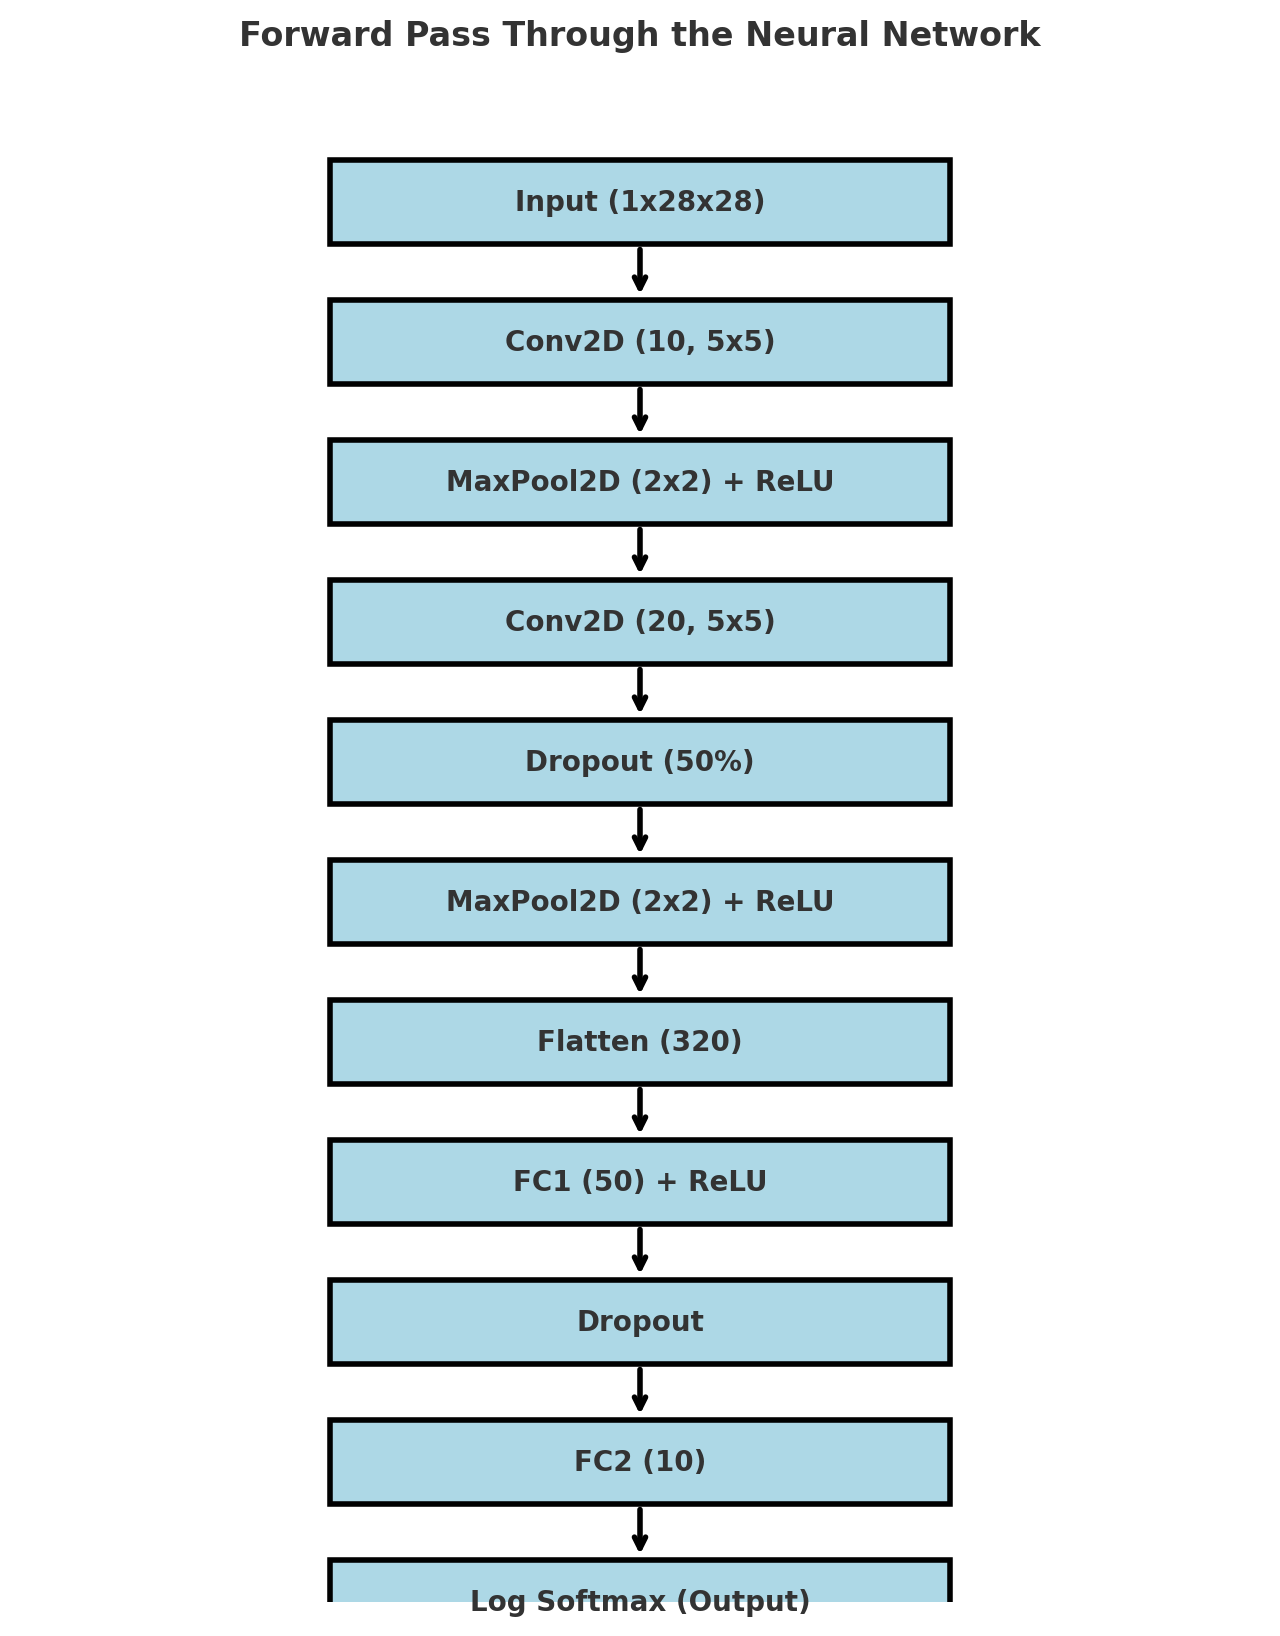 Forward Pass Through the Neural Network
Input (1x28x28)
Conv2D (10, 5x5)
MaxPool2D (2x2) + ReLU
Conv2D (20, 5x5)
Dropout (50%)
MaxPool2D (2x2) + ReLU
Flatten (320)
FC1 (50) + ReLU
Dropout
FC2 (10)
Log Softmax (Output)